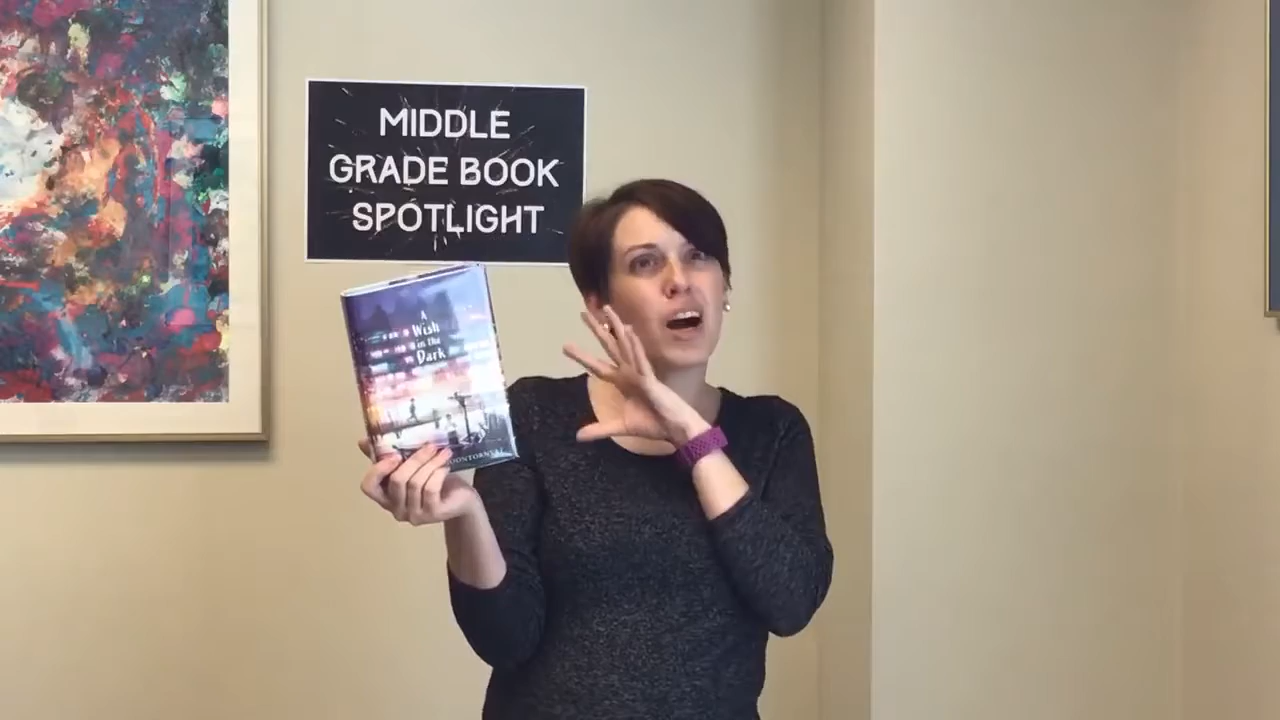 MIDDLE
GRADE BOOK
SPOTLIGHT
A
Wish
in the
Dark